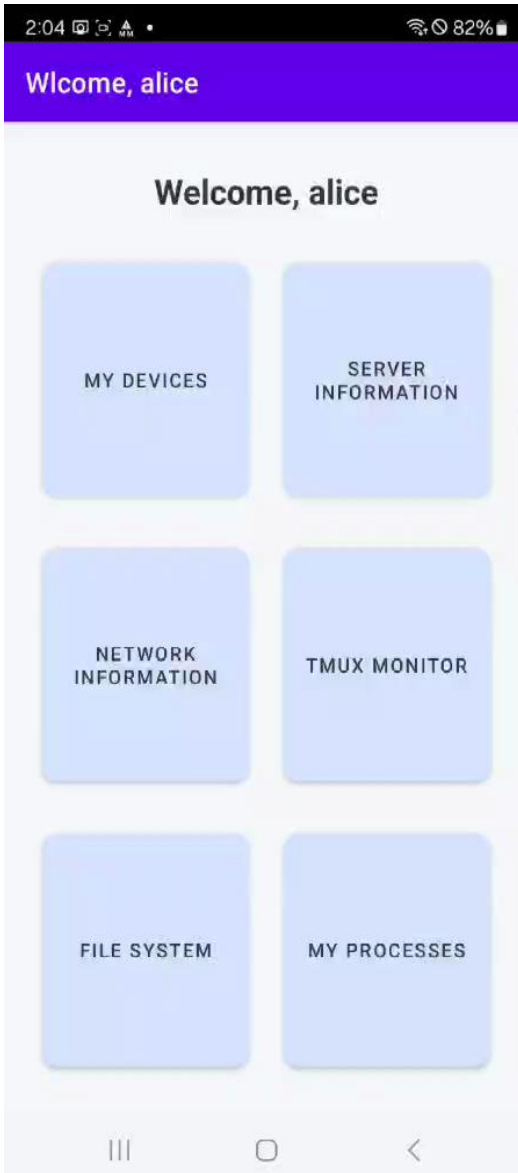 2:04 82%
Wlcome, alice
Welcome, alice
MY DEVICES
SERVER
INFORMATION
NETWORK
INFORMATION
TMUX MONITOR
FILE SYSTEM
MY PROCESSES